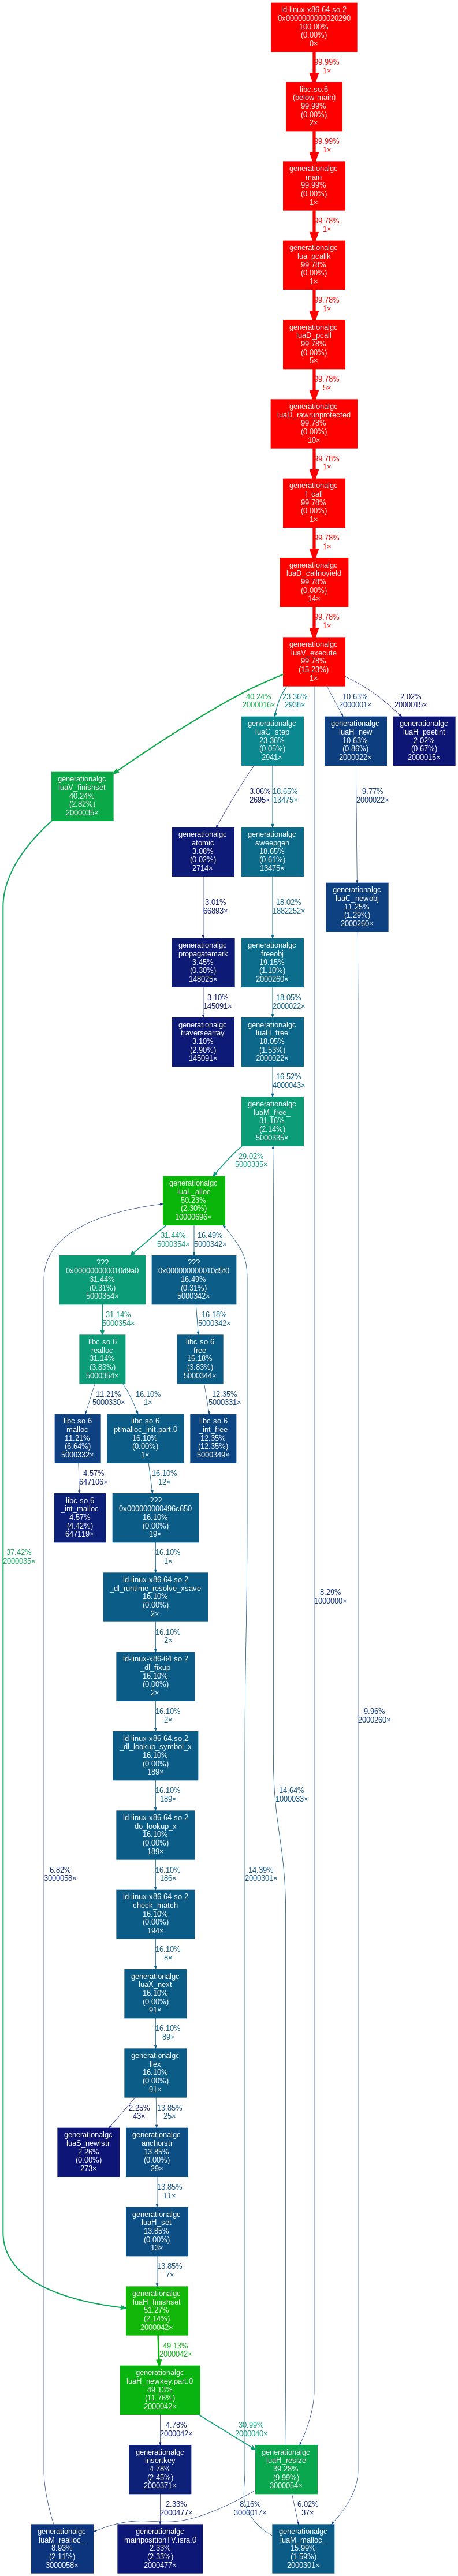 ld-linux-x86-64.so.2
0x0000000000020290
100.00%
(0.00%)
0×
99.99%
1×
libc.so.6
(below main)
99.99%
(0.00%)
2×
99.99%
1×
generationalgc
main
99.99%
(0.00%)
1×
99.78%
1×
generationalgc
lua_pcallk
99.78%
(0.00%)
1×
99.78%
1×
generationalgc
luaD_pcall
99.78%
(0.00%)
5×
99.78%
5×
generationalgc
luaD_rawrunprotected
99.78%
(0.00%)
10×
99.78%
1×
generationalgc
f_call
99.78%
(0.00%)
1×
99.78%
1×
generationalgc
luaD_callnoyield
99.78%
(0.00%)
14×
99.78%
1×
generationalgc
luaV_execute
99.78%
(15.23%)
1×
40.24%
2000016×
23.36%
2938×
10.63%
2000001×
2.02%
2000015×
generationalgc
luaC_step
23.36%
(0.05%)
2941×
generationalgc
luaH_new
10.63%
(0.86%)
2000022×
generationalgc
luaH_psetint
2.02%
(0.67%)
2000015×
generationalgc
luaV_finishset
40.24%
(2.82%)
2000035×
3.06%
2695×
18.65%
13475×
9.77%
2000022×
generationalgc
atomic
3.08%
(0.02%)
2714×
generationalgc
sweepgen
18.65%
(0.61%)
13475×
generationalgc
luaC_newobj
11.25%
(1.29%)
2000260×
3.01%
66893×
18.02%
1882252×
generationalgc
propagatemark
3.45%
(0.30%)
148025×
generationalgc
freeobj
19.15%
(1.10%)
2000260×
3.10%
145091×
18.05%
2000022×
generationalgc
traversearray
3.10%
(2.90%)
145091×
generationalgc
luaH_free
18.05%
(1.53%)
2000022×
16.52%
4000043×
generationalgc
luaM_free_
31.16%
(2.14%)
5000335×
29.02%
5000335×
generationalgc
luaL_alloc
50.23%
(2.30%)
10000696×
31.44%
5000354×
16.49%
5000342×
???
0x000000000010d9a0
31.44%
(0.31%)
5000354×
???
0x000000000010d5f0
16.49%
(0.31%)
5000342×
31.14%
5000354×
16.18%
5000342×
libc.so.6
realloc
31.14%
(3.83%)
5000354×
libc.so.6
free
16.18%
(3.83%)
5000344×
11.21%
5000330×
16.10%
1×
12.35%
5000331×
libc.so.6
malloc
11.21%
(6.64%)
5000332×
libc.so.6
ptmalloc_init.part.0
16.10%
(0.00%)
1×
libc.so.6
_int_free
12.35%
(12.35%)
5000349×
4.57%
647106×
16.10%
12×
libc.so.6
_int_malloc
4.57%
(4.42%)
647119×
???
0x000000000496c650
16.10%
(0.00%)
19×
37.42%
2000035×
16.10%
1×
8.29%
1000000×
ld-linux-x86-64.so.2
_dl_runtime_resolve_xsave
16.10%
(0.00%)
2×
16.10%
2×
9.96%
2000260×
ld-linux-x86-64.so.2
_dl_fixup
16.10%
(0.00%)
2×
16.10%
2×
ld-linux-x86-64.so.2
_dl_lookup_symbol_x
16.10%
(0.00%)
189×
16.10%
189×
14.64%
1000033×
ld-linux-x86-64.so.2
do_lookup_x
16.10%
(0.00%)
189×
6.82%
3000058×
16.10%
186×
14.39%
2000301×
ld-linux-x86-64.so.2
check_match
16.10%
(0.00%)
194×
16.10%
8×
generationalgc
luaX_next
16.10%
(0.00%)
91×
16.10%
89×
generationalgc
llex
16.10%
(0.00%)
91×
2.25%
43×
13.85%
25×
generationalgc
luaS_newlstr
2.26%
(0.00%)
273×
generationalgc
anchorstr
13.85%
(0.00%)
29×
13.85%
11×
generationalgc
luaH_set
13.85%
(0.00%)
13×
13.85%
7×
generationalgc
luaH_finishset
51.27%
(2.14%)
2000042×
49.13%
2000042×
generationalgc
luaH_newkey.part.0
49.13%
(11.76%)
2000042×
4.78%
2000042×
30.99%
2000040×
generationalgc
insertkey
4.78%
(2.45%)
2000371×
generationalgc
luaH_resize
39.28%
(9.99%)
3000054×
2.33%
2000477×
8.16%
3000017×
6.02%
37×
generationalgc
luaM_realloc_
8.93%
(2.11%)
3000058×
generationalgc
mainpositionTV.isra.0
2.33%
(2.33%)
2000477×
generationalgc
luaM_malloc_
15.99%
(1.59%)
2000301×